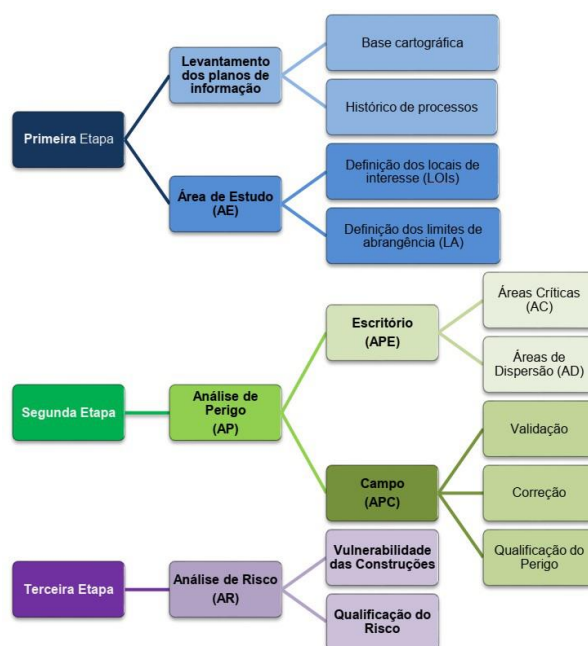 Primeira Etapa
Levantamento
dos planos de
informação
Base cartográfica
Histórico de processos
Área de Estudo
(AE)
Definição dos locais de
interesse (LOIs)
Definição dos limites de
abrangência (LA)
Segunda Etapa
Análise de
Perigo
(AP)
Escritório
(APE)
Áreas Críticas
(AC)
Áreas de
Dispersão (AD)
Campo
(APC)
Validação
Correção
Qualificação do
Perigo
Terceira Etapa
Análise de Risco
(AR)
Vulnerabilidade
das Construções
Qualificação do
Risco